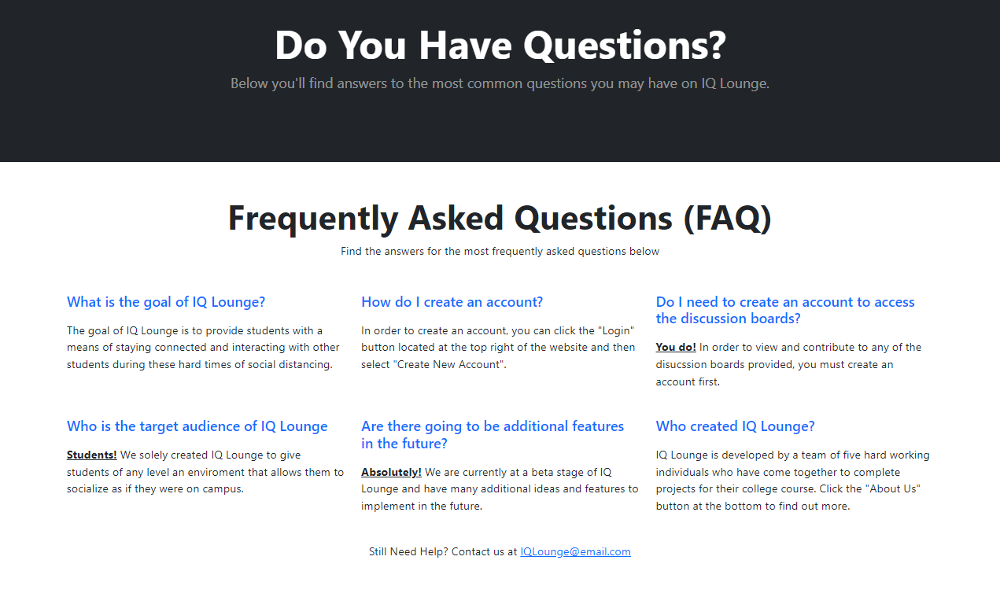 Do You Have Questions?
Below you'll find answers to the most common questions you may have on IQ Lounge.
Frequently Asked Questions (FAQ)
Find the answers for the most frequently asked questions below
What is the goal of IQ Lounge?
The goal of IQ Lounge is to provide students with a
means of staying connected and interacting with other
students during these hard times of social distancing.
How do I create an account?
In order to create an account, you can click the "Login"
button located at the top right of the website and then
select "Create New Account".
Do I need to create an account to access
the discussion boards?
You do! In order to view and contribute to any of the
disucssion boards provided, you must create an
account first.
Who is the target audience of IQ Lounge
Students! We solely created IQ Lounge to give
students of any level an enviroment that allows them to
socialize as if they were on campus.
Are there going to be additional features
in the future?
Absolutely! We are currently at a beta stage of IQ
Lounge and have many additional ideas and features to
implement in the future.
Who created IQ Lounge?
IQ Lounge is developed by a team of five hard working
individuals who have come together to complete
projects for their college course. Click the "About Us"
button at the bottom to find out more.
Still Need Help? Contact us at IQLounge@email.com